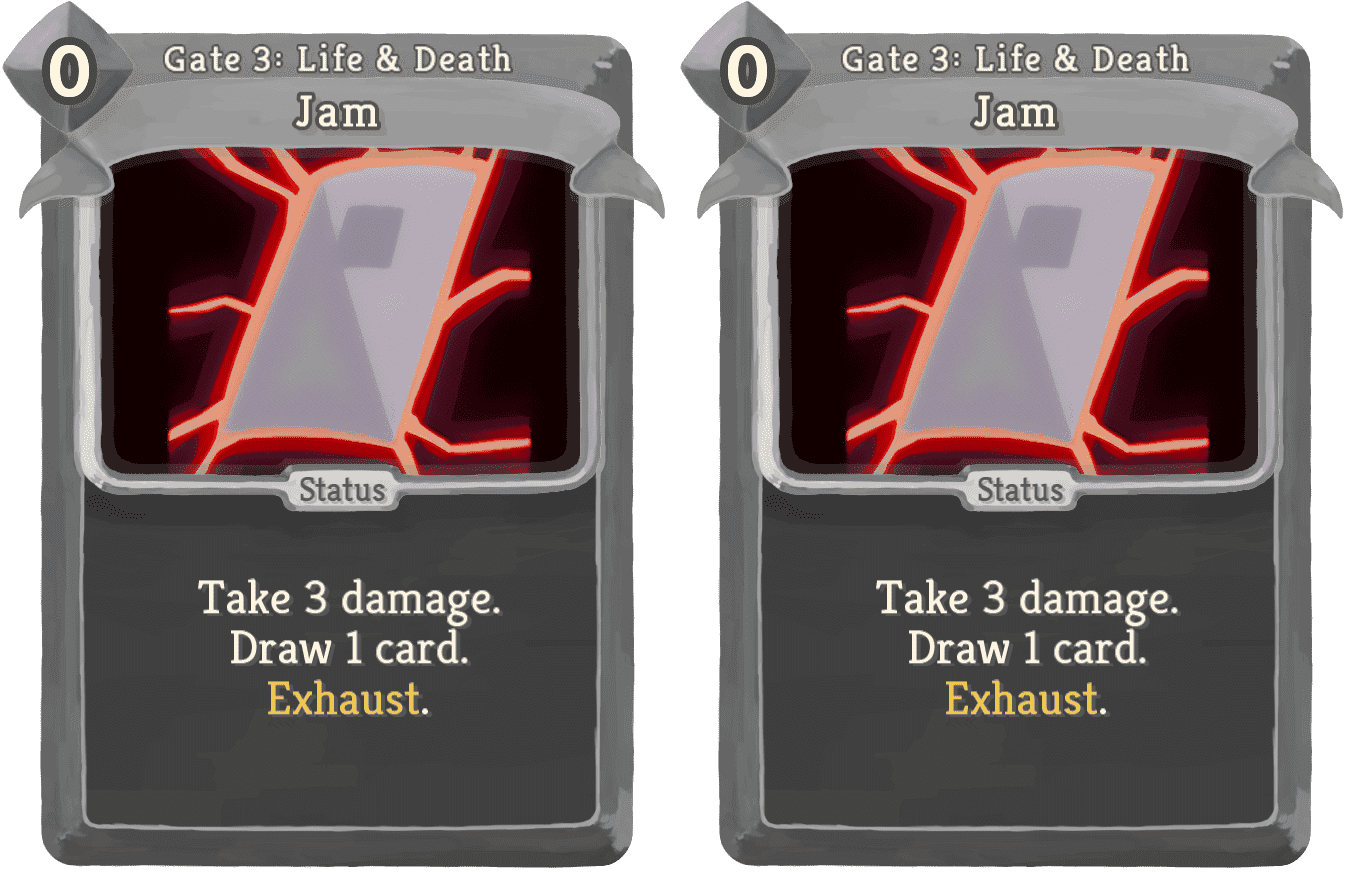 0
Gate 3: Life & Death
Jam
Status
Take 3 damage.
Draw 1 card.
Exhaust.
0
Gate 3: Life & Death
Jam
Status
Take 3 damage.
Draw 1 card.
Exhaust.